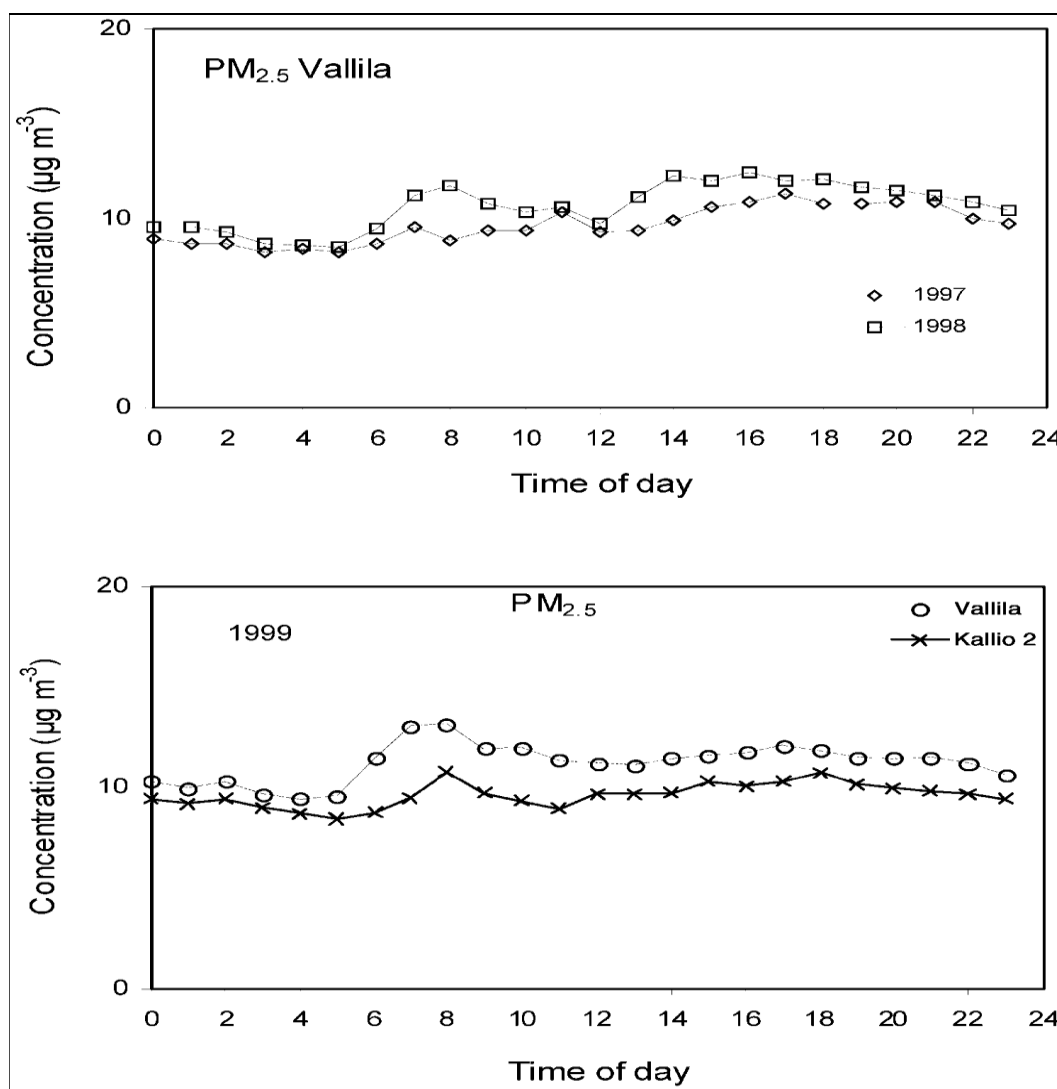 20
PM2.5 Vallila
Concentration (µg m-3)
10
1997
1998
0
0 2 4 6 8 10 12 14 16 18 20 22 24
Time of day
20
PM2.5
Vallila
1999
Kallio 2
Concentration (µg m-3)
10
0
0 2 4 6 8 10 12 14 16 18 20 22 24
Time of day